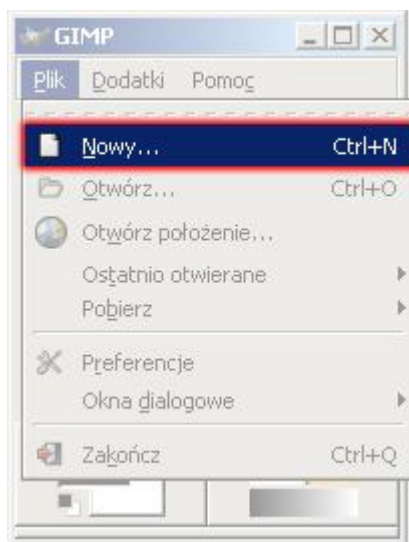 GIMP
Plik Dodatki Pomoc
Nowy... Ctrl+N
Otwórz... Ctrl+O
Otwórz położenie...
Ostatnio otwierane
Pobierz
Preferencje
Okna dialogowe
Zakończ Ctrl+Q